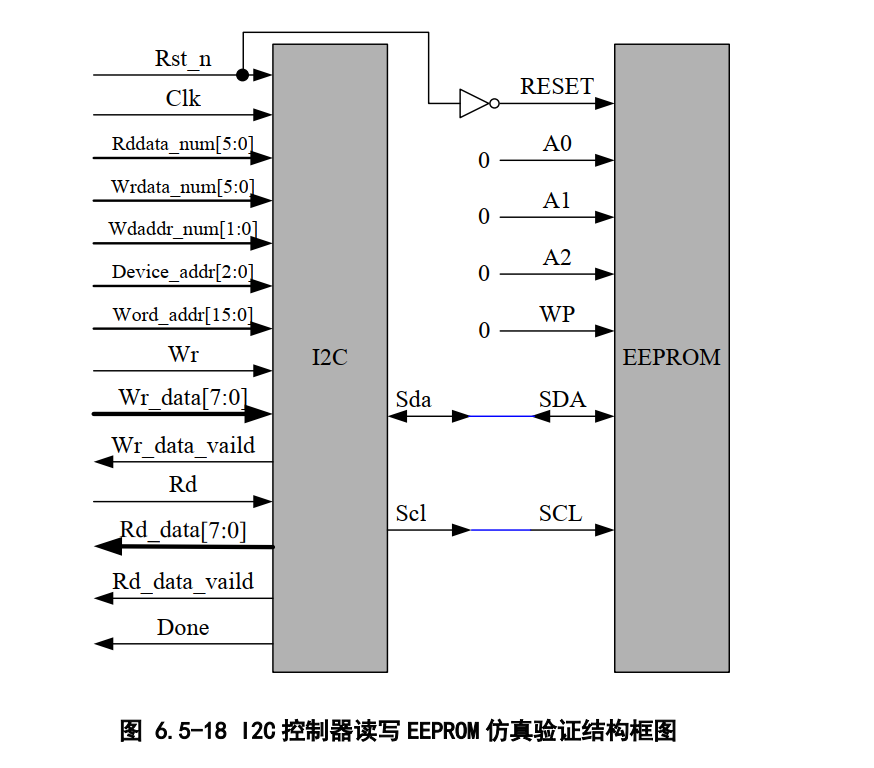 Rst_n
Clk
Rddata_num[5:0]
Wrdata_num[5:0]
Wdaddr_num[1:0]
Device_addr[2:0]
Word_addr[15:0]
Wr
Wr_data[7:0]
Wr_data_vaild
Rd
Rd_data[7:0]
Rd_data_vaild
Done
I2C
Sda
Scl
RESET
0 A0
0 A1
0 A2
0 WP
SDA
SCL
EEPROM
图 6.5-18 I2C 控制器读写 EEPROM 仿真验证结构框图